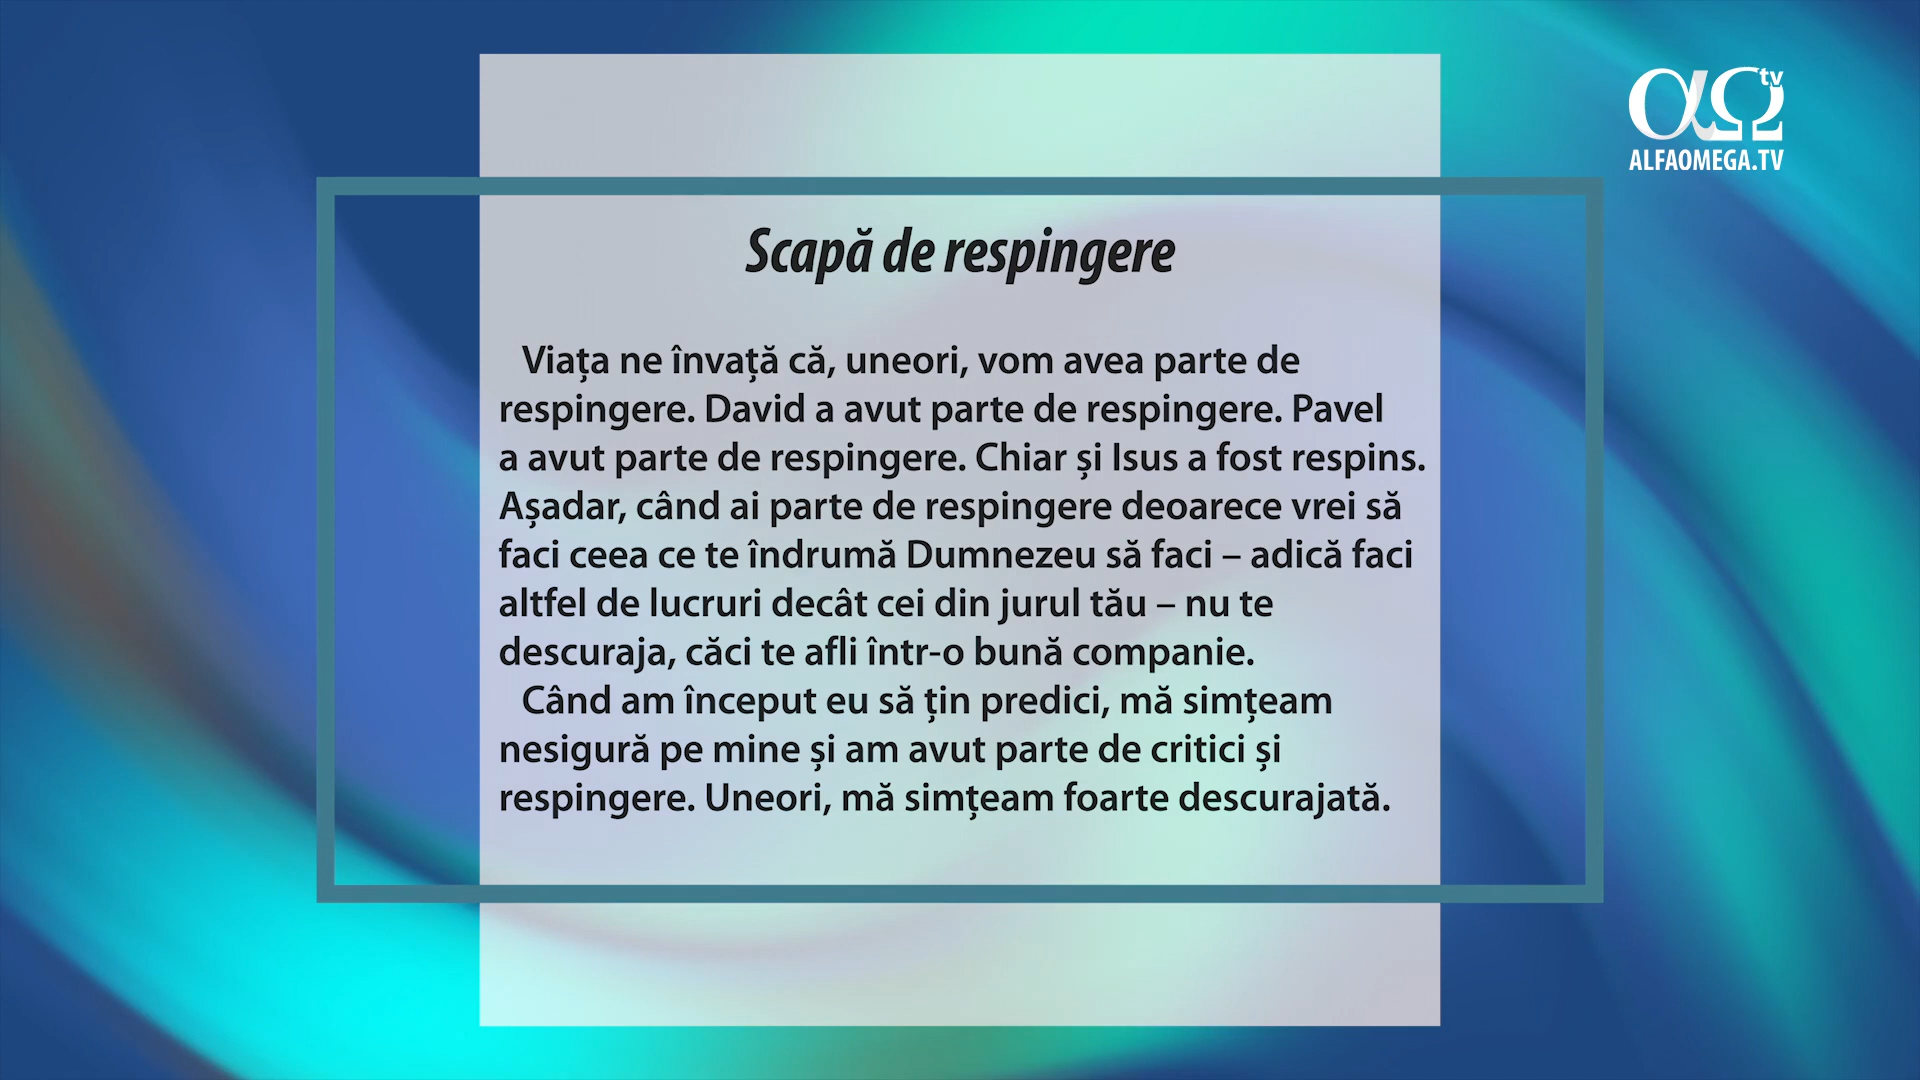 αΩ tv
ALFAOMEGA.TV
Scapă de respingere
Viața ne învață că, uneori, vom avea parte de
respingere. David a avut parte de respingere. Pavel
a avut parte de respingere. Chiar și Isus a fost respins.
Așadar, când ai parte de respingere deoarece vrei să
faci ceea ce te îndrumă Dumnezeu să faci – adică faci
altfel de lucruri decât cei din jurul tău – nu te
descuraja, căci te afli într-o bună companie.
Când am început eu să țin predici, mă simțeam
nesigură pe mine și am avut parte de critici și
respingere. Uneori, mă simțeam foarte descurajată.